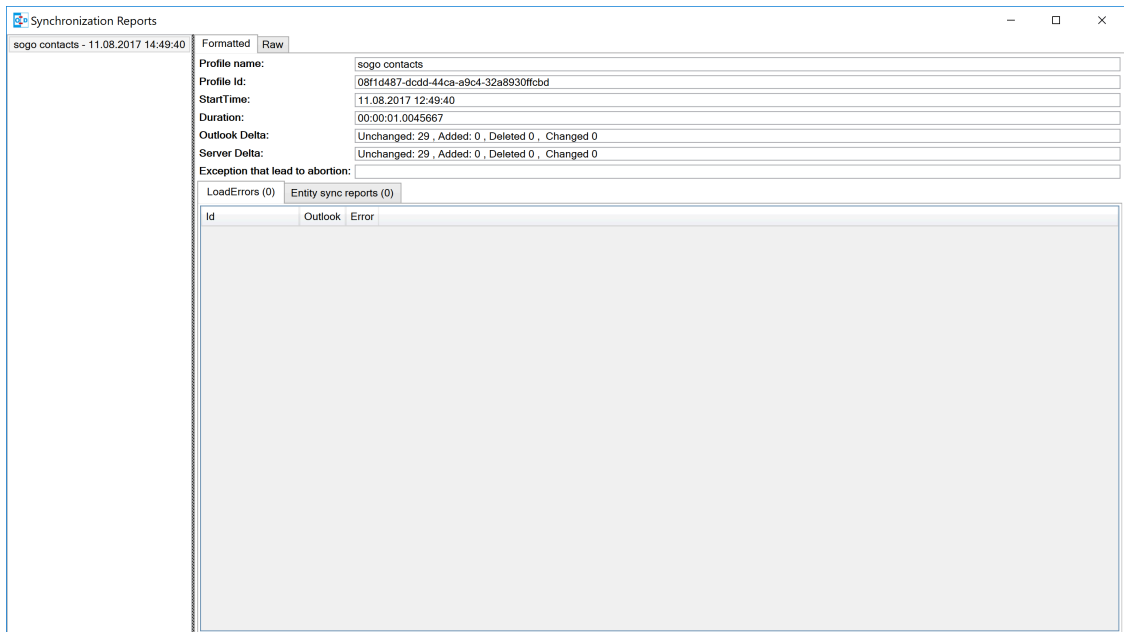 Synchronization Reports
sogo contacts - 11.08.2017 14:49:40
Formatted Raw
Profile name: sogo contacts
Profile Id: 08f1d487-dcdd-44ca-a9c4-32a8930ffcbd
StartTime: 11.08.2017 12:49:40
Duration: 00:00:01.0045667
Outlook Delta: Unchanged: 29 , Added: 0 , Deleted 0 , Changed 0
Server Delta: Unchanged: 29 , Added: 0 , Deleted 0 , Changed 0
Exception that lead to abortion:
LoadErrors (0) Entity sync reports (0)
Id Outlook Error